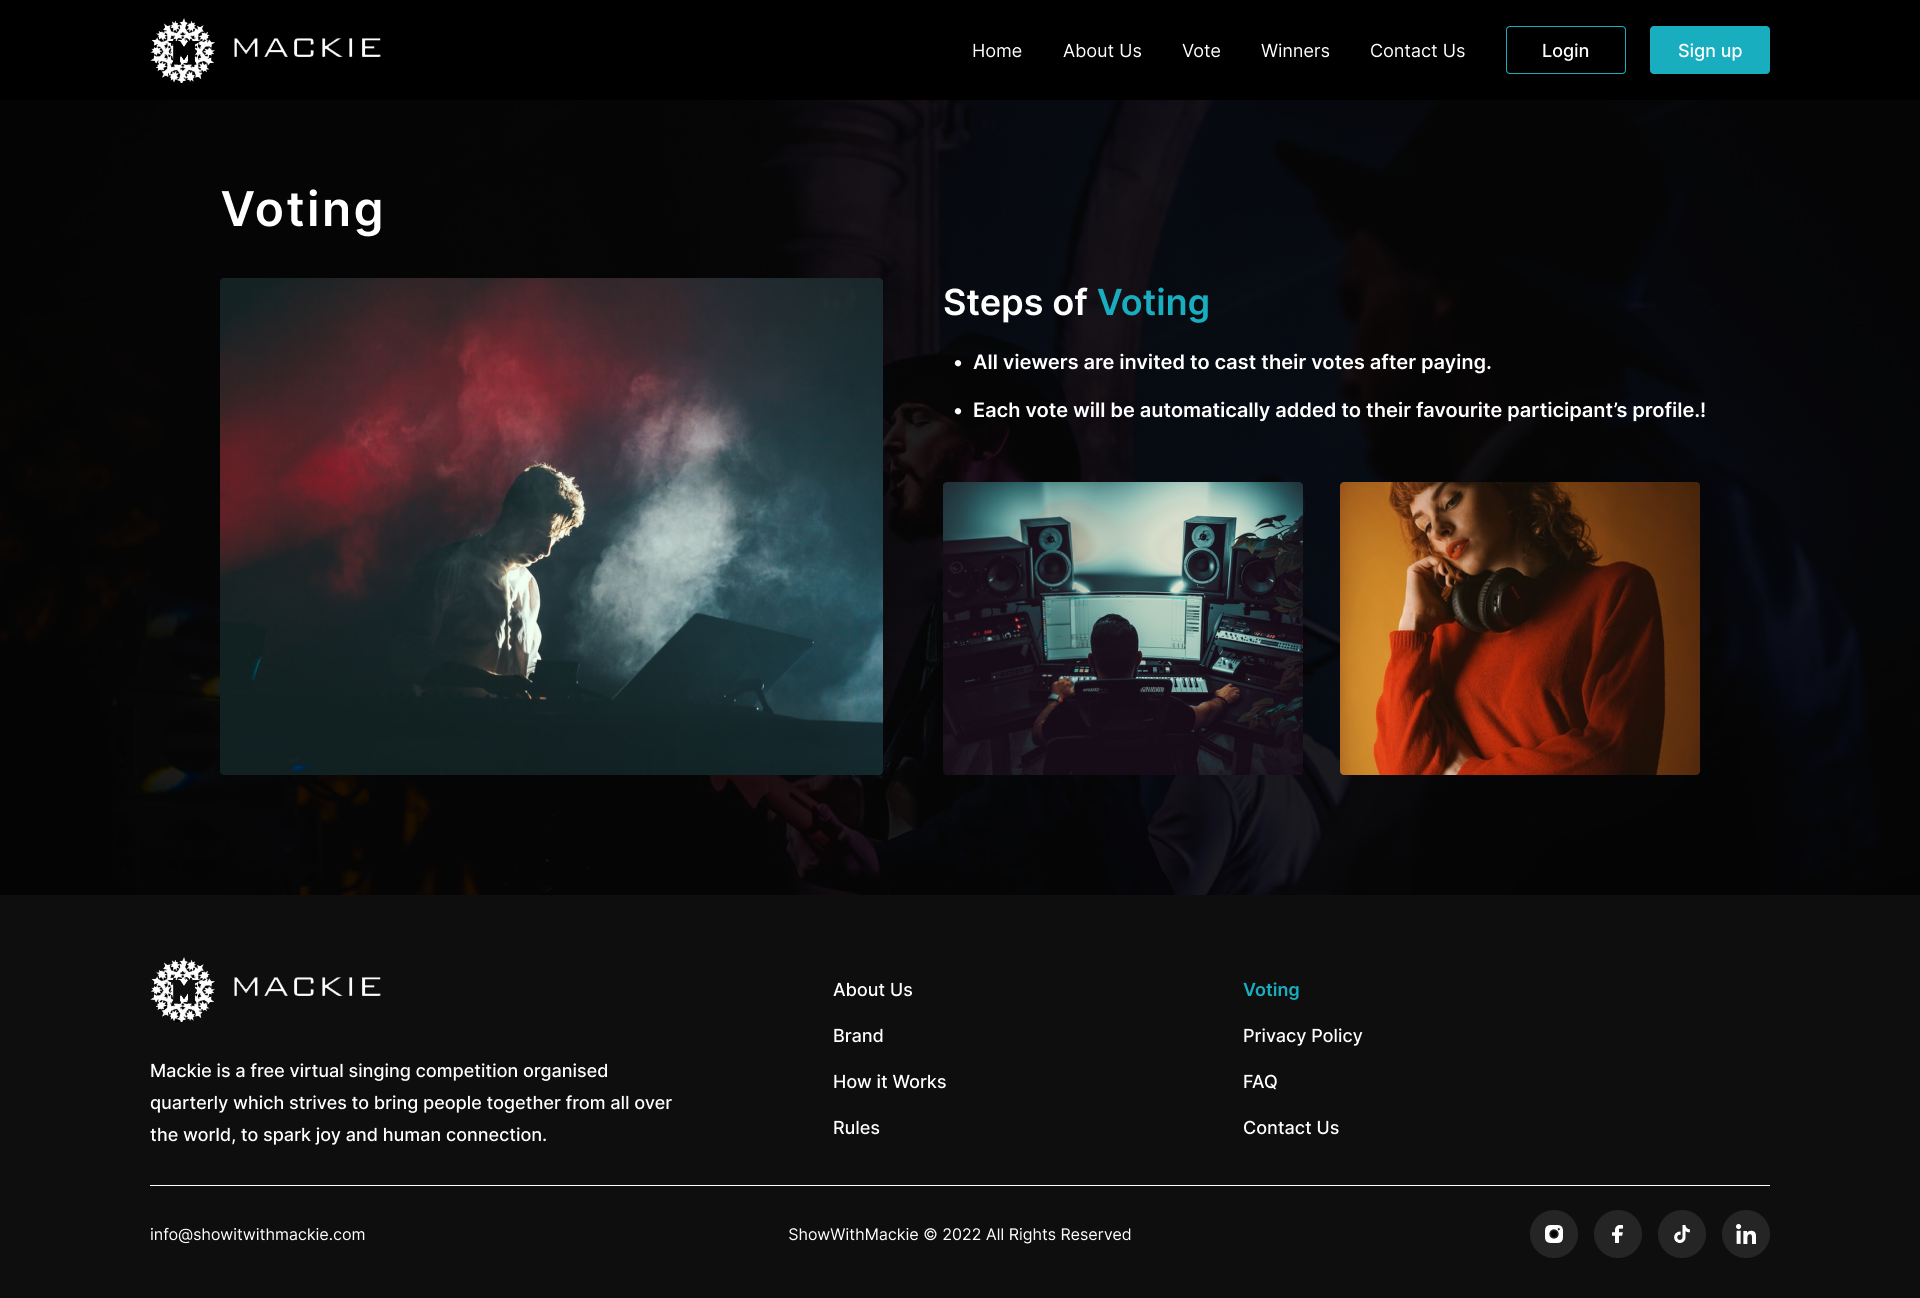 MACKIE
Home
About Us
Vote
Winners
Contact Us
Login
Sign up
Voting
Steps of Voting
• All viewers are invited to cast their votes after paying.
• Each vote will be automatically added to their favourite participant’s profile.!
MACKIE
Mackie is a free virtual singing competition organised
quarterly which strives to bring people together from all over
the world, to spark joy and human connection.
About Us
Brand
How it Works
Rules
Voting
Privacy Policy
FAQ
Contact Us
info@showitwithmackie.com
ShowWithMackie © 2022 All Rights Reserved